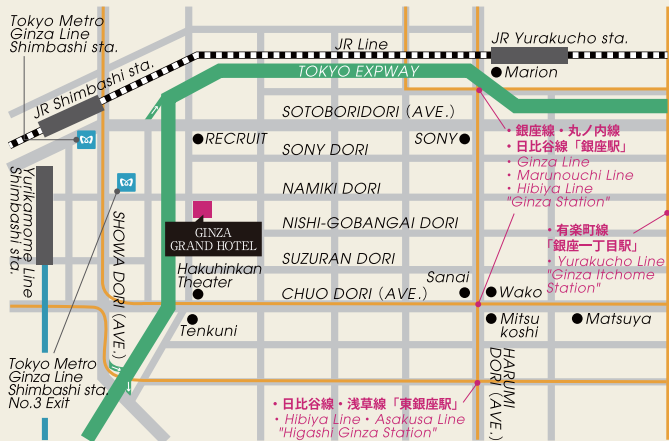 Tokyo Metro
Ginza Line
Shimbashi sta.
JR Line
JR Yurakucho sta.
JR Shimbashi sta.
TOKYO EXPWAY
Marion
SOTOBORIDORI (AVE.)
RECRUIT
SONY
・銀座線・丸ノ内線
・日比谷線「銀座駅」
・Ginza Line
・Marunouchi Line
・Hibiya Line
"Ginza Station"
SONY DORI
NAMIKI DORI
Yurikamome Line
Shimbashi sta.
SHOWA DORI (AVE.)
GINZA
GRAND HOTEL
NISHI-GOBANGAI DORI
・有楽町線
「銀座一丁目駅」
・Yurakucho Line
"Ginza Itchome
Station"
SUZURAN DORI
Hakuhinkan
Theater
Sanai
CHUO DORI (AVE.)
Wako
Tenkuni
Mitsu
koshi
Matsuya
Tokyo Metro
Ginza Line
Shimbashi sta.
No.3 Exit
HARUMI
DORI (AVE.)
・日比谷線・浅草線「東銀座駅」
・Hibiya Line・Asakusa Line
"Higashi Ginza Station"